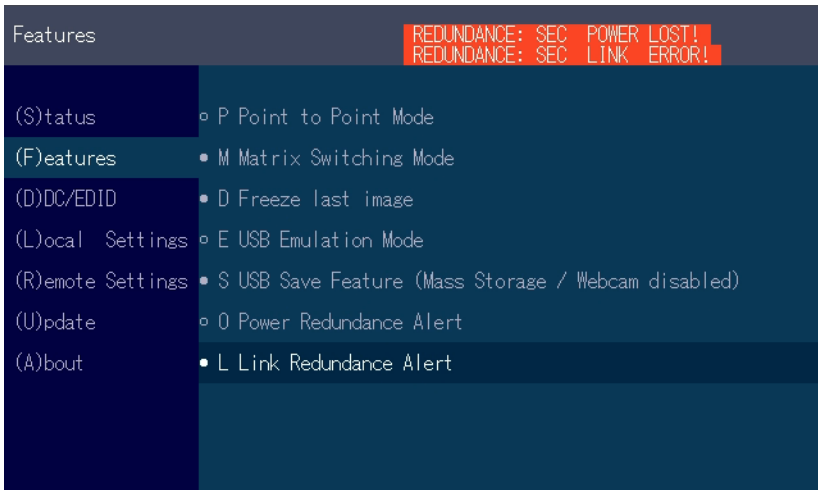 Features
REDUNDANCE: SEC POWER LOST!
REDUNDANCE: SEC LINK ERROR!
(S)tatus
(F)eatures
(D)DC/EDID
(L)ocal Settings
(R)emote Settings
(U)pdate
(A)bout
P Point to Point Mode
M Matrix Switching Mode
D Freeze last image
E USB Emulation Mode
S USB Save Feature (Mass Storage / Webcam disabled)
O Power Redundance Alert
L Link Redundance Alert